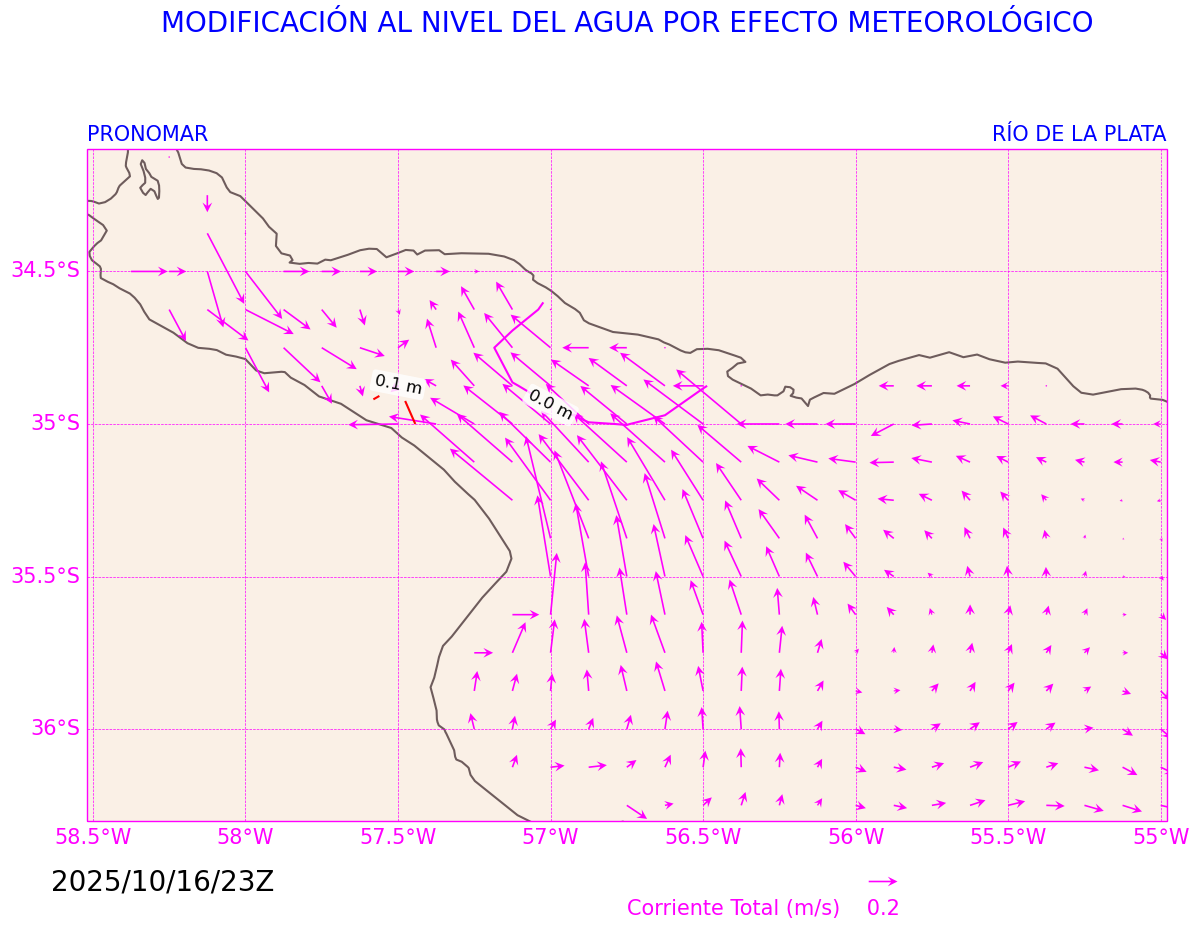 MODIFICACIÓN AL NIVEL DEL AGUA POR EFECTO METEOROLÓGICO
PRONOMAR
RÍO DE LA PLATA
34.5°S
0.1 m
0.0 m
35°S
35.5°S
36°S
58.5°W 58°W 57.5°W 57°W 56.5°W 56°W 55.5°W 55°W
2025/10/16/23Z
Corriente Total (m/s) 0.2